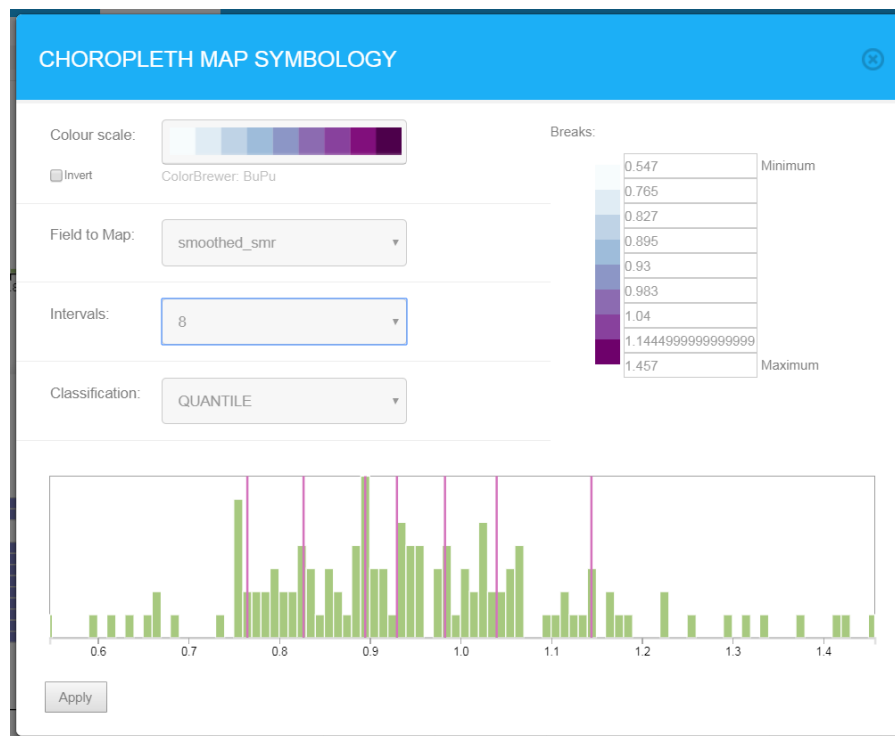 CHOROPLETH MAP SYMBOLOGY
Colour scale:
Invert
ColorBrewer: BuPu
Field to Map:
smoothed_smr
Intervals:
8
Classification:
QUANTILE
Breaks:
0.547 Minimum
0.765
0.827
0.895
0.93
0.983
1.04
1.1444999999999999
1.457 Maximum
0.6 0.7 0.8 0.9 1.0 1.1 1.2 1.3 1.4
Apply